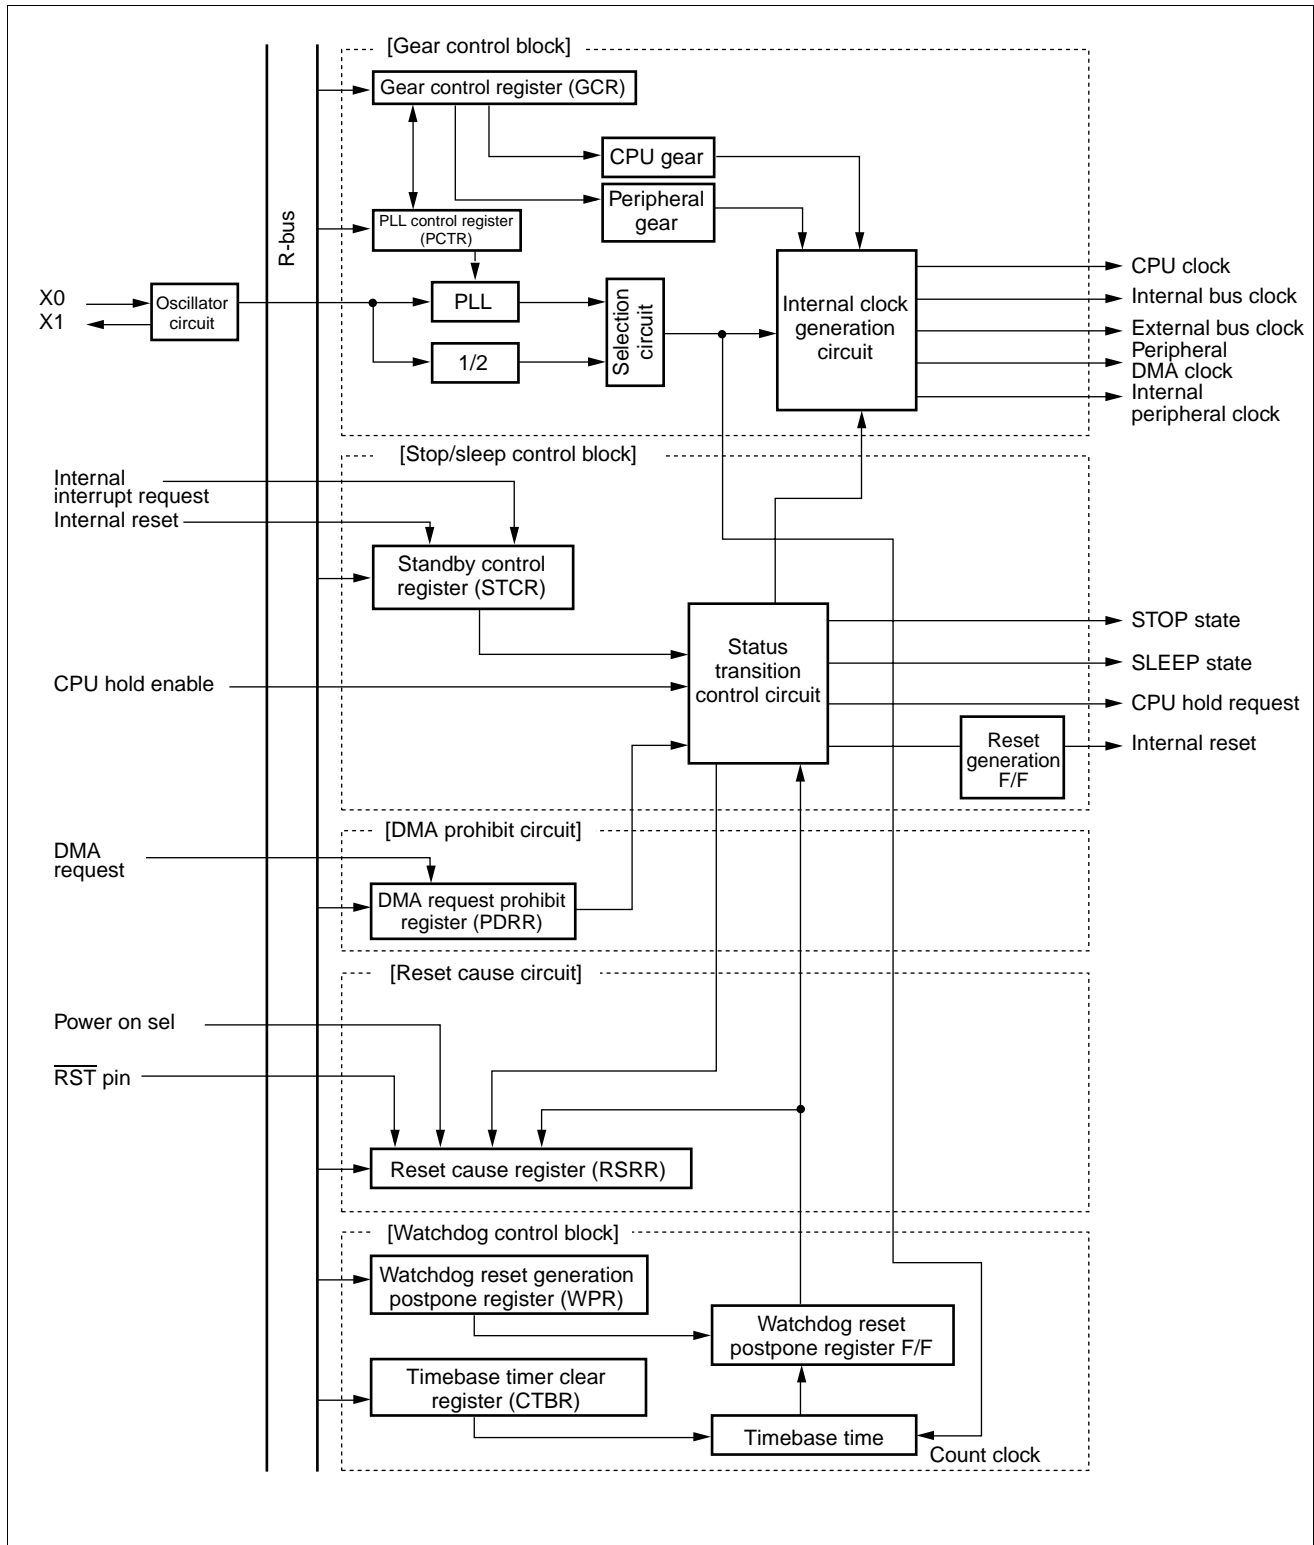 [Gear control block]
Gear control register (GCR)
CPU gear
Peripheral
gear
R-bus
PLL control register
(PCTR)
X0
X1
Oscillator
circuit
PLL
1/2
Selection
circuit
Internal clock
generation
circuit
CPU clock
Internal bus clock
External bus clock
Peripheral
DMA clock
Internal
peripheral clock
[Stop/sleep control block]
Internal
interrupt request
Internal reset
Standby control
register (STCR)
CPU hold enable
Status
transition
control circuit
STOP state
SLEEP state
CPU hold request
Reset
generation
F/F
Internal reset
[DMA prohibit circuit]
DMA
request
DMA request prohibit
register (PDRR)
[Reset cause circuit]
Power on sel
RST pin
Reset cause register (RSRR)
[Watchdog control block]
Watchdog reset generation
postpone register (WPR)
Watchdog reset
postpone register F/F
Timebase timer clear
register (CTBR)
Timebase time
Count clock